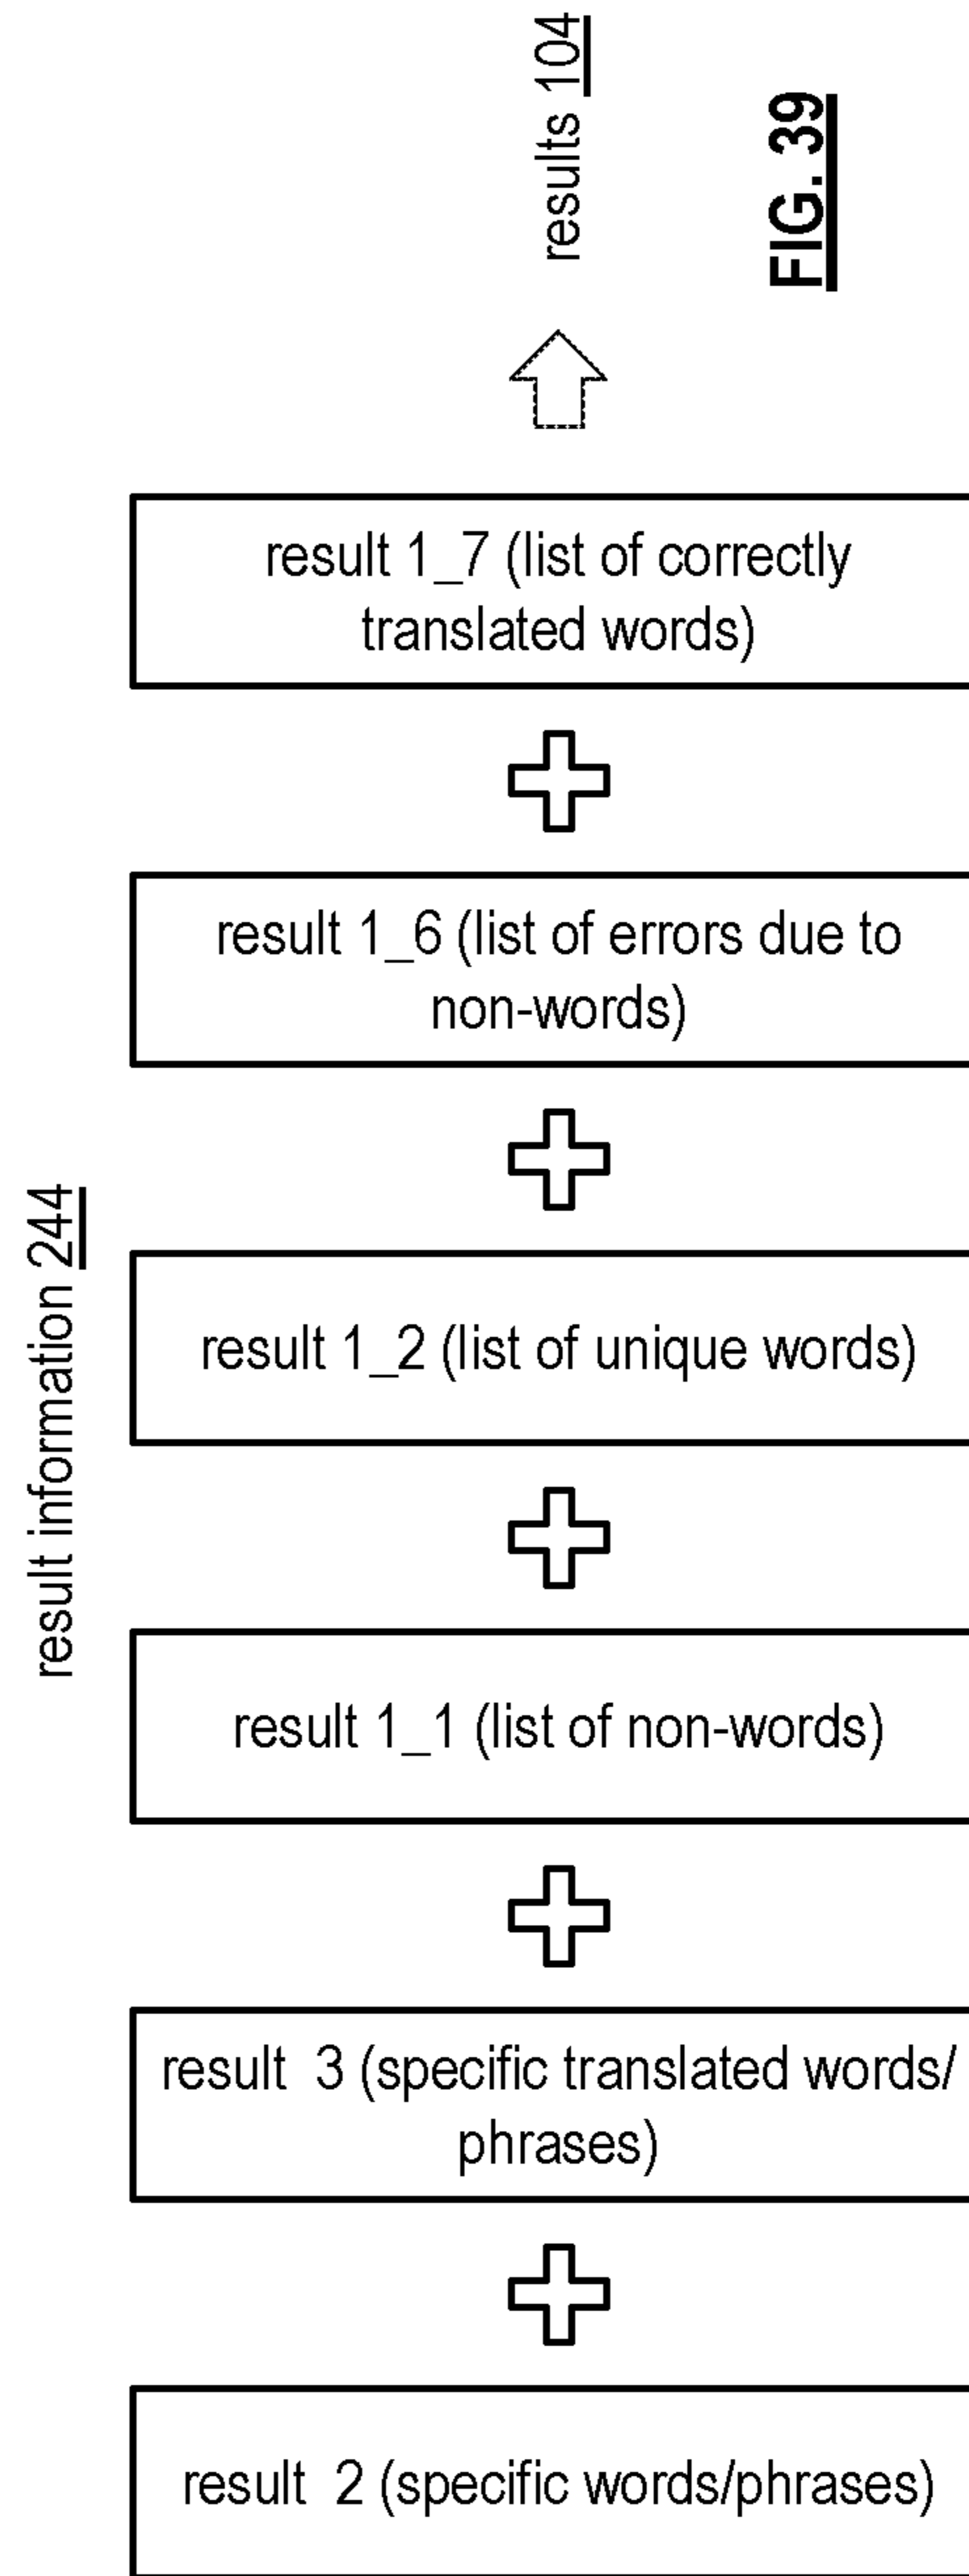 results 104
FIG. 39
result 1_7 (list of correctly
translated words)
result 1_6 (list of errors due to
non-words)
result information 244
result 1_2 (list of unique words)
result 1_1 (list of non-words)
result 3 (specific translated words/
phrases)
result 2 (specific words/phrases)